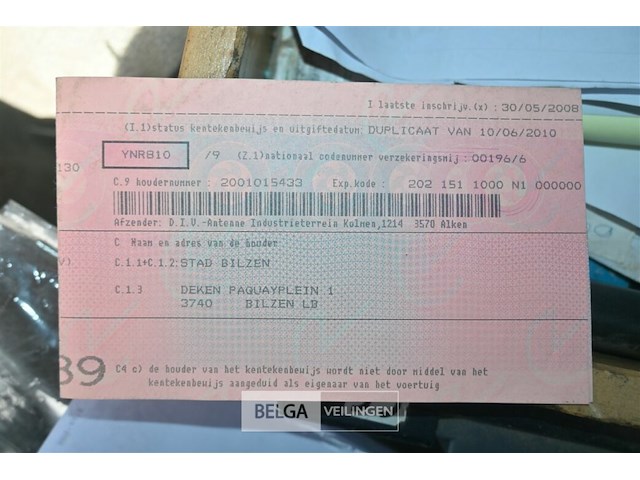 I laatste inschrijv.(x) : 30/05/2008
(I.1)status kentekenbewijs en uitgiftedatum: DUPLICAAT VAN 10/06/2010
YNR810 /9 (Z.1)nationaal codenummer verzekeringsmij : 00196/6
130
C.9 houdernummer : 2001015433 Exp.kode : 202 151 1000 N1 000000
Afzender: D.I.V.-Antenne Industrieterrein Kolmen,1214 3570 Alken
C Naam en adres van de houder
V) C.1.1+C.1.2:STAD BILZEN
C.1.3 DEKEN PAQUAYPLEIN 1
3740 BILZEN LB
89
C4 c) de houder van het kentekenbewijs wordt niet door middel van het
kentekenbewijs aangeduid als eigenaar van het voertuig
BELGA VEILINGEN